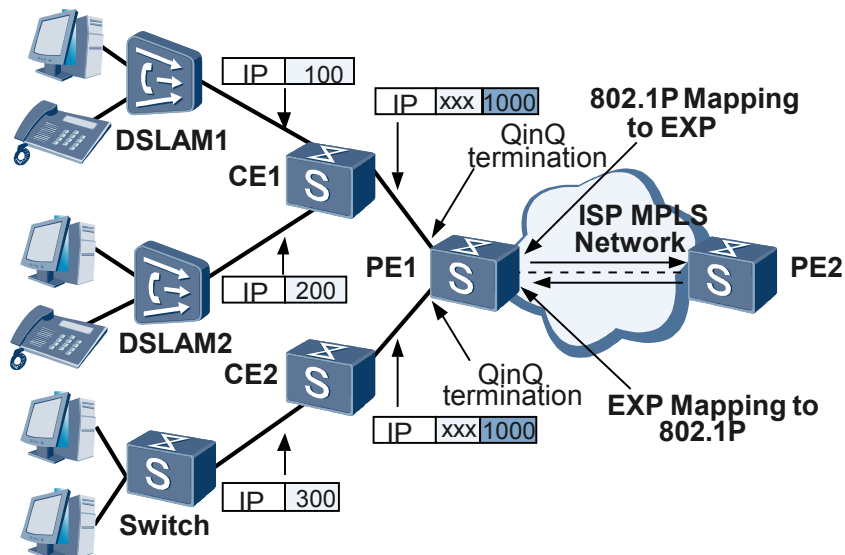 IP 100
IP xxx 1000
802.1P Mapping
to EXP
QinQ
termination
DSLAM1
CE1
S
ISP MPLS
Network
PE1
S
S
PE2
IP 200
DSLAM2
CE2
S
QinQ
termination
EXP Mapping to
802.1P
IP xxx 1000
S
IP 300
Switch